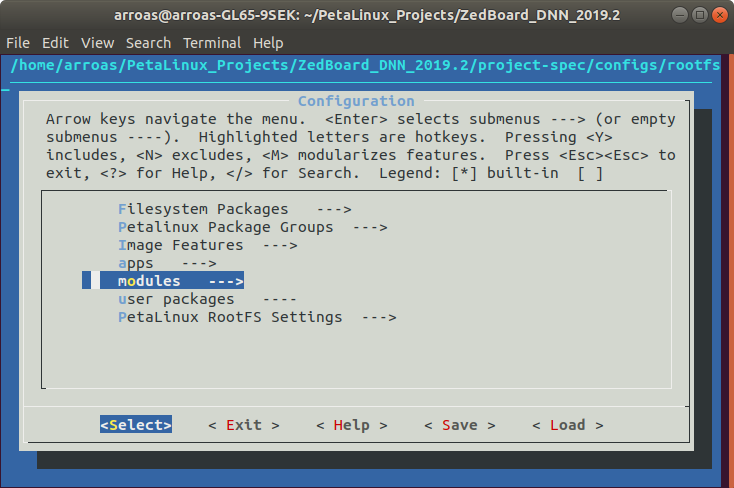 arroas@arroas-GL65-9SEK: ~/PetaLinux_Projects/ZedBoard_DNN_2019.2
File Edit View Search Terminal Help
/home/arroas/PetaLinux_Projects/ZedBoard_DNN_2019.2/project-spec/configs/rootfs_
Configuration
Arrow keys navigate the menu. <Enter> selects submenus ---> (or empty
submenus ----). Highlighted letters are hotkeys. Pressing <Y>
includes, <N> excludes, <M> modularizes features. Press <Esc><Esc> to
exit, <?> for Help, </> for Search. Legend: [*] built-in [ ]
Filesystem Packages --->
Petalinux Package Groups --->
Image Features --->
apps --->
modules --->
user packages ----
PetaLinux RootFS Settings --->
<Select> < Exit > < Help > < Save > < Load >